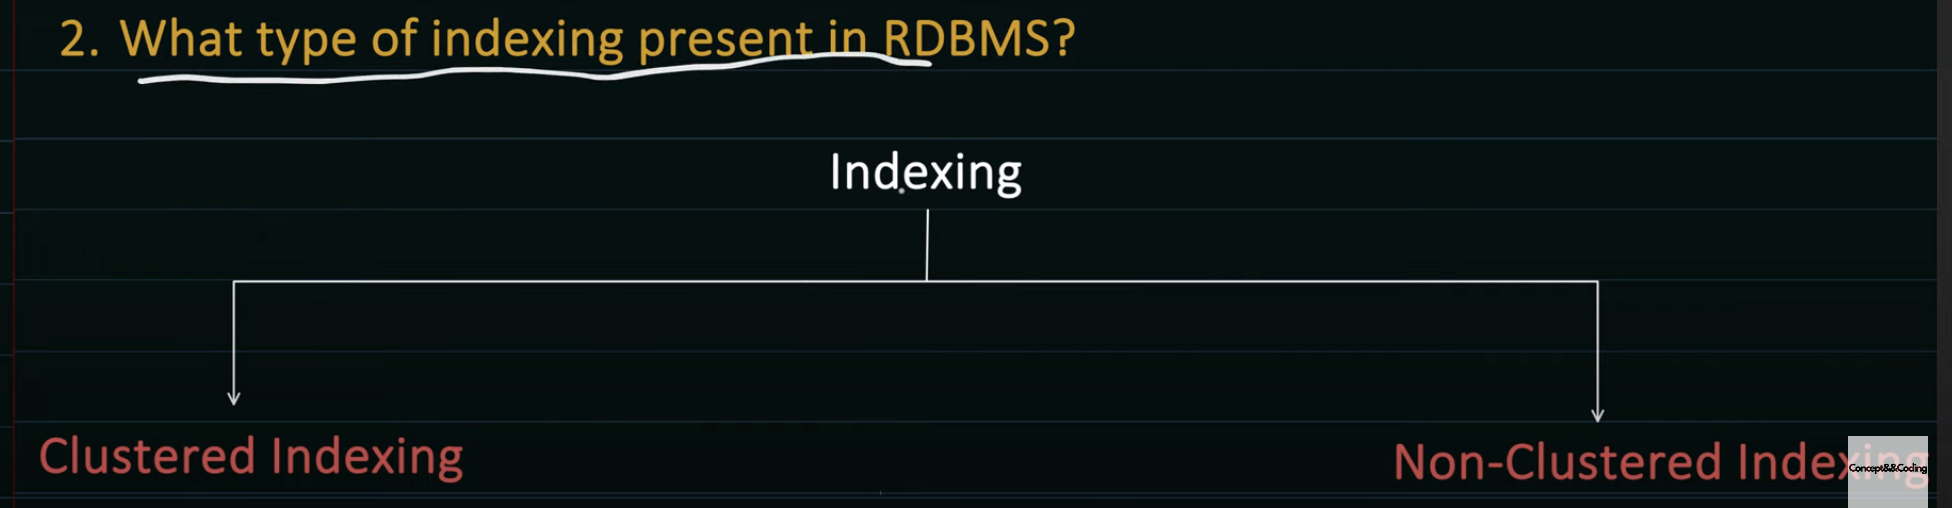 2. What type of indexing present in RDBMS?
Indexing
Clustered Indexing
Non-Clustered Indexing
Concept&&Coding